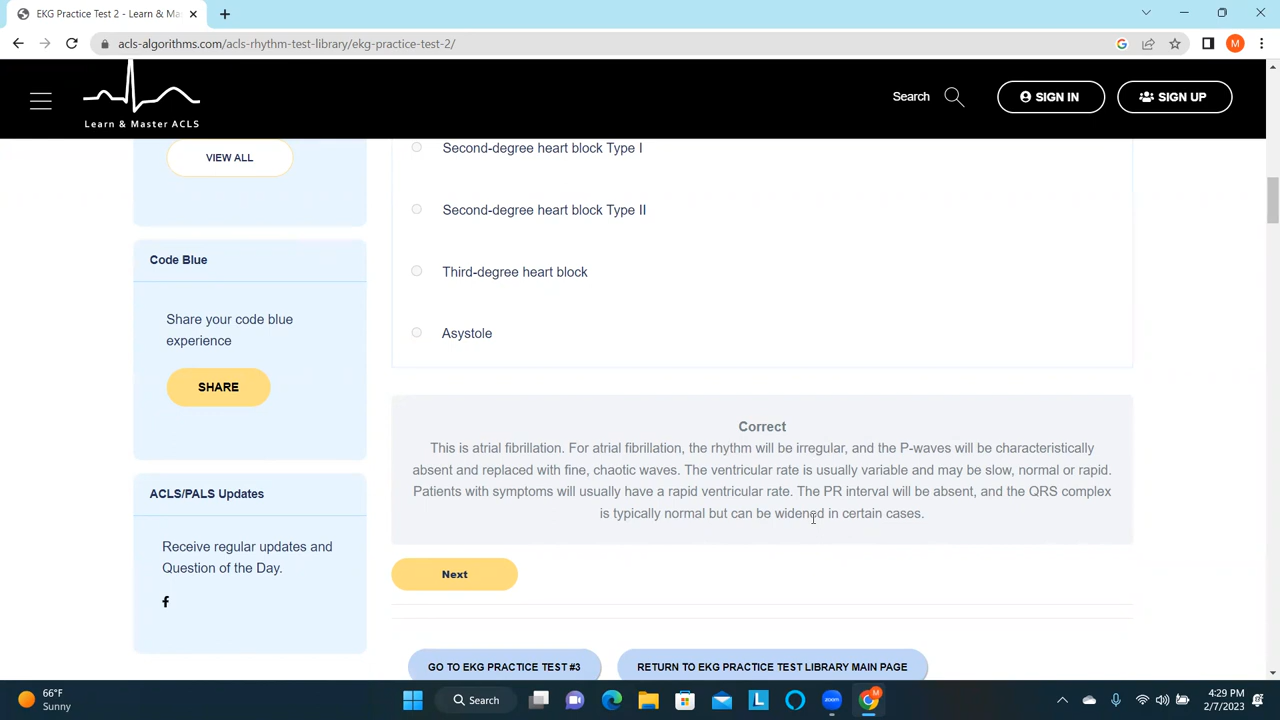 EKG Practice Test 2 - Learn & Ma
acls-algorithms.com/acls-rhythm-test-library/ekg-practice-test-2/
M
Learn & Master ACLS
Search
SIGN IN
SIGN UP
VIEW ALL
Code Blue
Share your code blue
experience
SHARE
ACLS/PALS Updates
Receive regular updates and
Question of the Day.
Second-degree heart block Type I
Second-degree heart block Type II
Third-degree heart block
Asystole
Correct
This is atrial fibrillation. For atrial fibrillation, the rhythm will be irregular, and the P-waves will be characteristically
absent and replaced with fine, chaotic waves. The ventricular rate is usually variable and may be slow, normal or rapid.
Patients with symptoms will usually have a rapid ventricular rate. The PR interval will be absent, and the QRS complex
is typically normal but can be widened in certain cases.
Next
GO TO EKG PRACTICE TEST #3
RETURN TO EKG PRACTICE TEST LIBRARY MAIN PAGE
66°F
Sunny
Search
L
zoom
M
4:29 PM
2/7/2023